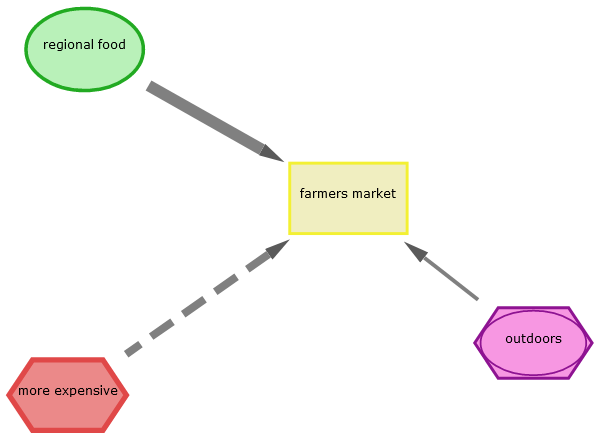 regional food
farmers market
outdoors
more expensive